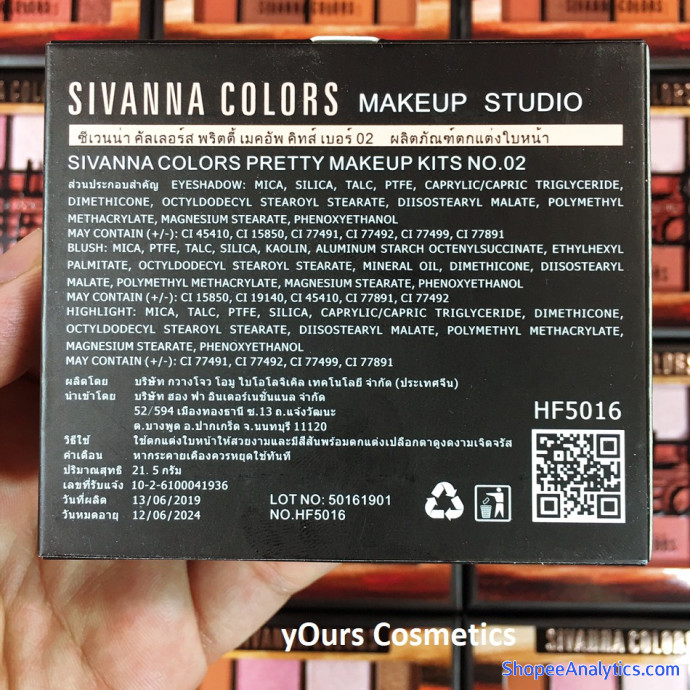 SIVANNA COLORS MAKEUP STUDIO
ซีเวนน่า คัลเลอร์ส พริตตี้ เมคอัพ คิทส์ เบอร์ 02 ผลิตภัณฑ์ตกแต่งใบหน้า
SIVANNA COLORS PRETTY MAKEUP KITS NO.02
ส่วนประกอบสำคัญ EYESHADOW: MICA, SILICA, TALC, PTFE, CAPRYLIC/CAPRIC TRIGLYCERIDE,
DIMETHICONE, OCTYLDODECYL STEAROYL STEARATE, DIISOSTEARYL MALATE, POLYMETHYL
METHACRYLATE, MAGNESIUM STEARATE, PHENOXYETHANOL
MAY CONTAIN (+/-): CI 45410, CI 15850, CI 77491, CI 77492, CI 77499, CI 77891
BLUSH: MICA, PTFE, TALC, SILICA, KAOLIN, ALUMINUM STARCH OCTENYLSUCCINATE, ETHYLHEXYL
PALMITATE, OCTYLDODECYL STEAROYL STEARATE, MINERAL OIL, DIMETHICONE, DIISOSTEARYL
MALATE, POLYMETHYL METHACRYLATE, MAGNESIUM STEARATE, PHENOXYETHANOL
MAY CONTAIN (+/-): CI 15850, CI 19140, CI 45410, CI 77891, CI 77492
HIGHLIGHT: MICA, TALC, PTFE, SILICA, CAPRYLIC/CAPRIC TRIGLYCERIDE, DIMETHICONE,
OCTYLDODECYL STEAROYL STEARATE, DIISOSTEARYL MALATE, POLYMETHYL METHACRYLATE,
MAGNESIUM STEARATE, PHENOXYETHANOL
MAY CONTAIN (+/-): CI 77491, CI 77492, CI 77499, CI 77891
ผลิตโดย บริษัท กวางโจว โอมู ไบโอโลจิเคิล เทคโนโลยี จำกัด (ประเทศจีน)
นำเข้าโดย บริษัท ฮอง ฟา อินเตอร์เนชั่นแนล จำกัด
52/594 เมืองทองธานี ซ.13 ถ.แจ้งวัฒนะ
ต.บางพูด อ.ปากเกร็ด จ.นนทบุรี 11120
HF5016
วิธีใช้ ใช้ตกแต่งใบหน้าให้สวยงามและมีสีสันพร้อมตกแต่งเปลือกตาดูงดงามเจิดจรัส
คำเตือน หากระคายเคืองควรหยุดใช้ทันที
ปริมาณสุทธิ 21. 5 กรัม
เลขที่รับแจ้ง 10-2-6100041936
วันที่ผลิต 13/06/2019 LOT NO: 50161901
วันหมดอายุ 12/06/2024 NO.HF5016
yOurs Cosmetics
SIVANNA COLORS
ShopeeAnalytics.com